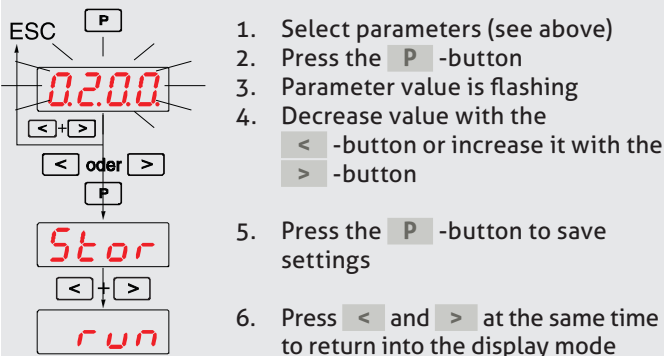 ESC
P
0.2.0.0.
< + >
< oder >
P
Stor
< + >
run
1. Select parameters (see above)
2. Press the P -button
3. Parameter value is flashing
4. Decrease value with the
< -button or increase it with the
> -button
5. Press the P -button to save
settings
6. Press < and > at the same time
to return into the display mode